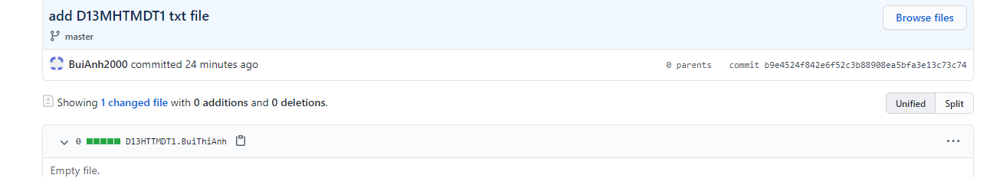 add D13MHTMDT1 txt file
Browse files
master
BuiAnh2000 committed 24 minutes ago
0 parents commit b9e4524f842e6f52c3b88908ea5bfa3e13c73c74
Showing 1 changed file with 0 additions and 0 deletions.
Unified Split
0 D13HTTMDT1.BuiThiAnh
Empty file.